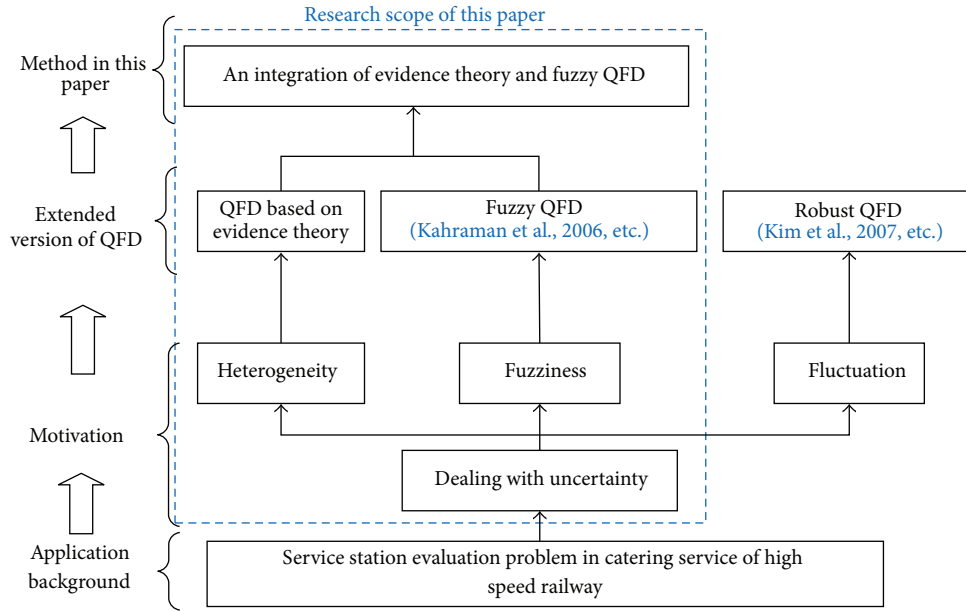 Research scope of this paper
Method in this
paper
An integration of evidence theory and fuzzy QFD
Extended
version of QFD
QFD based on
evidence theory
Fuzzy QFD
(Kahraman et al., 2006, etc.)
Robust QFD
(Kim et al., 2007, etc.)
Motivation
Heterogeneity
Fuzziness
Fluctuation
Dealing with uncertainty
Application
background
Service station evaluation problem in catering service of high
speed railway